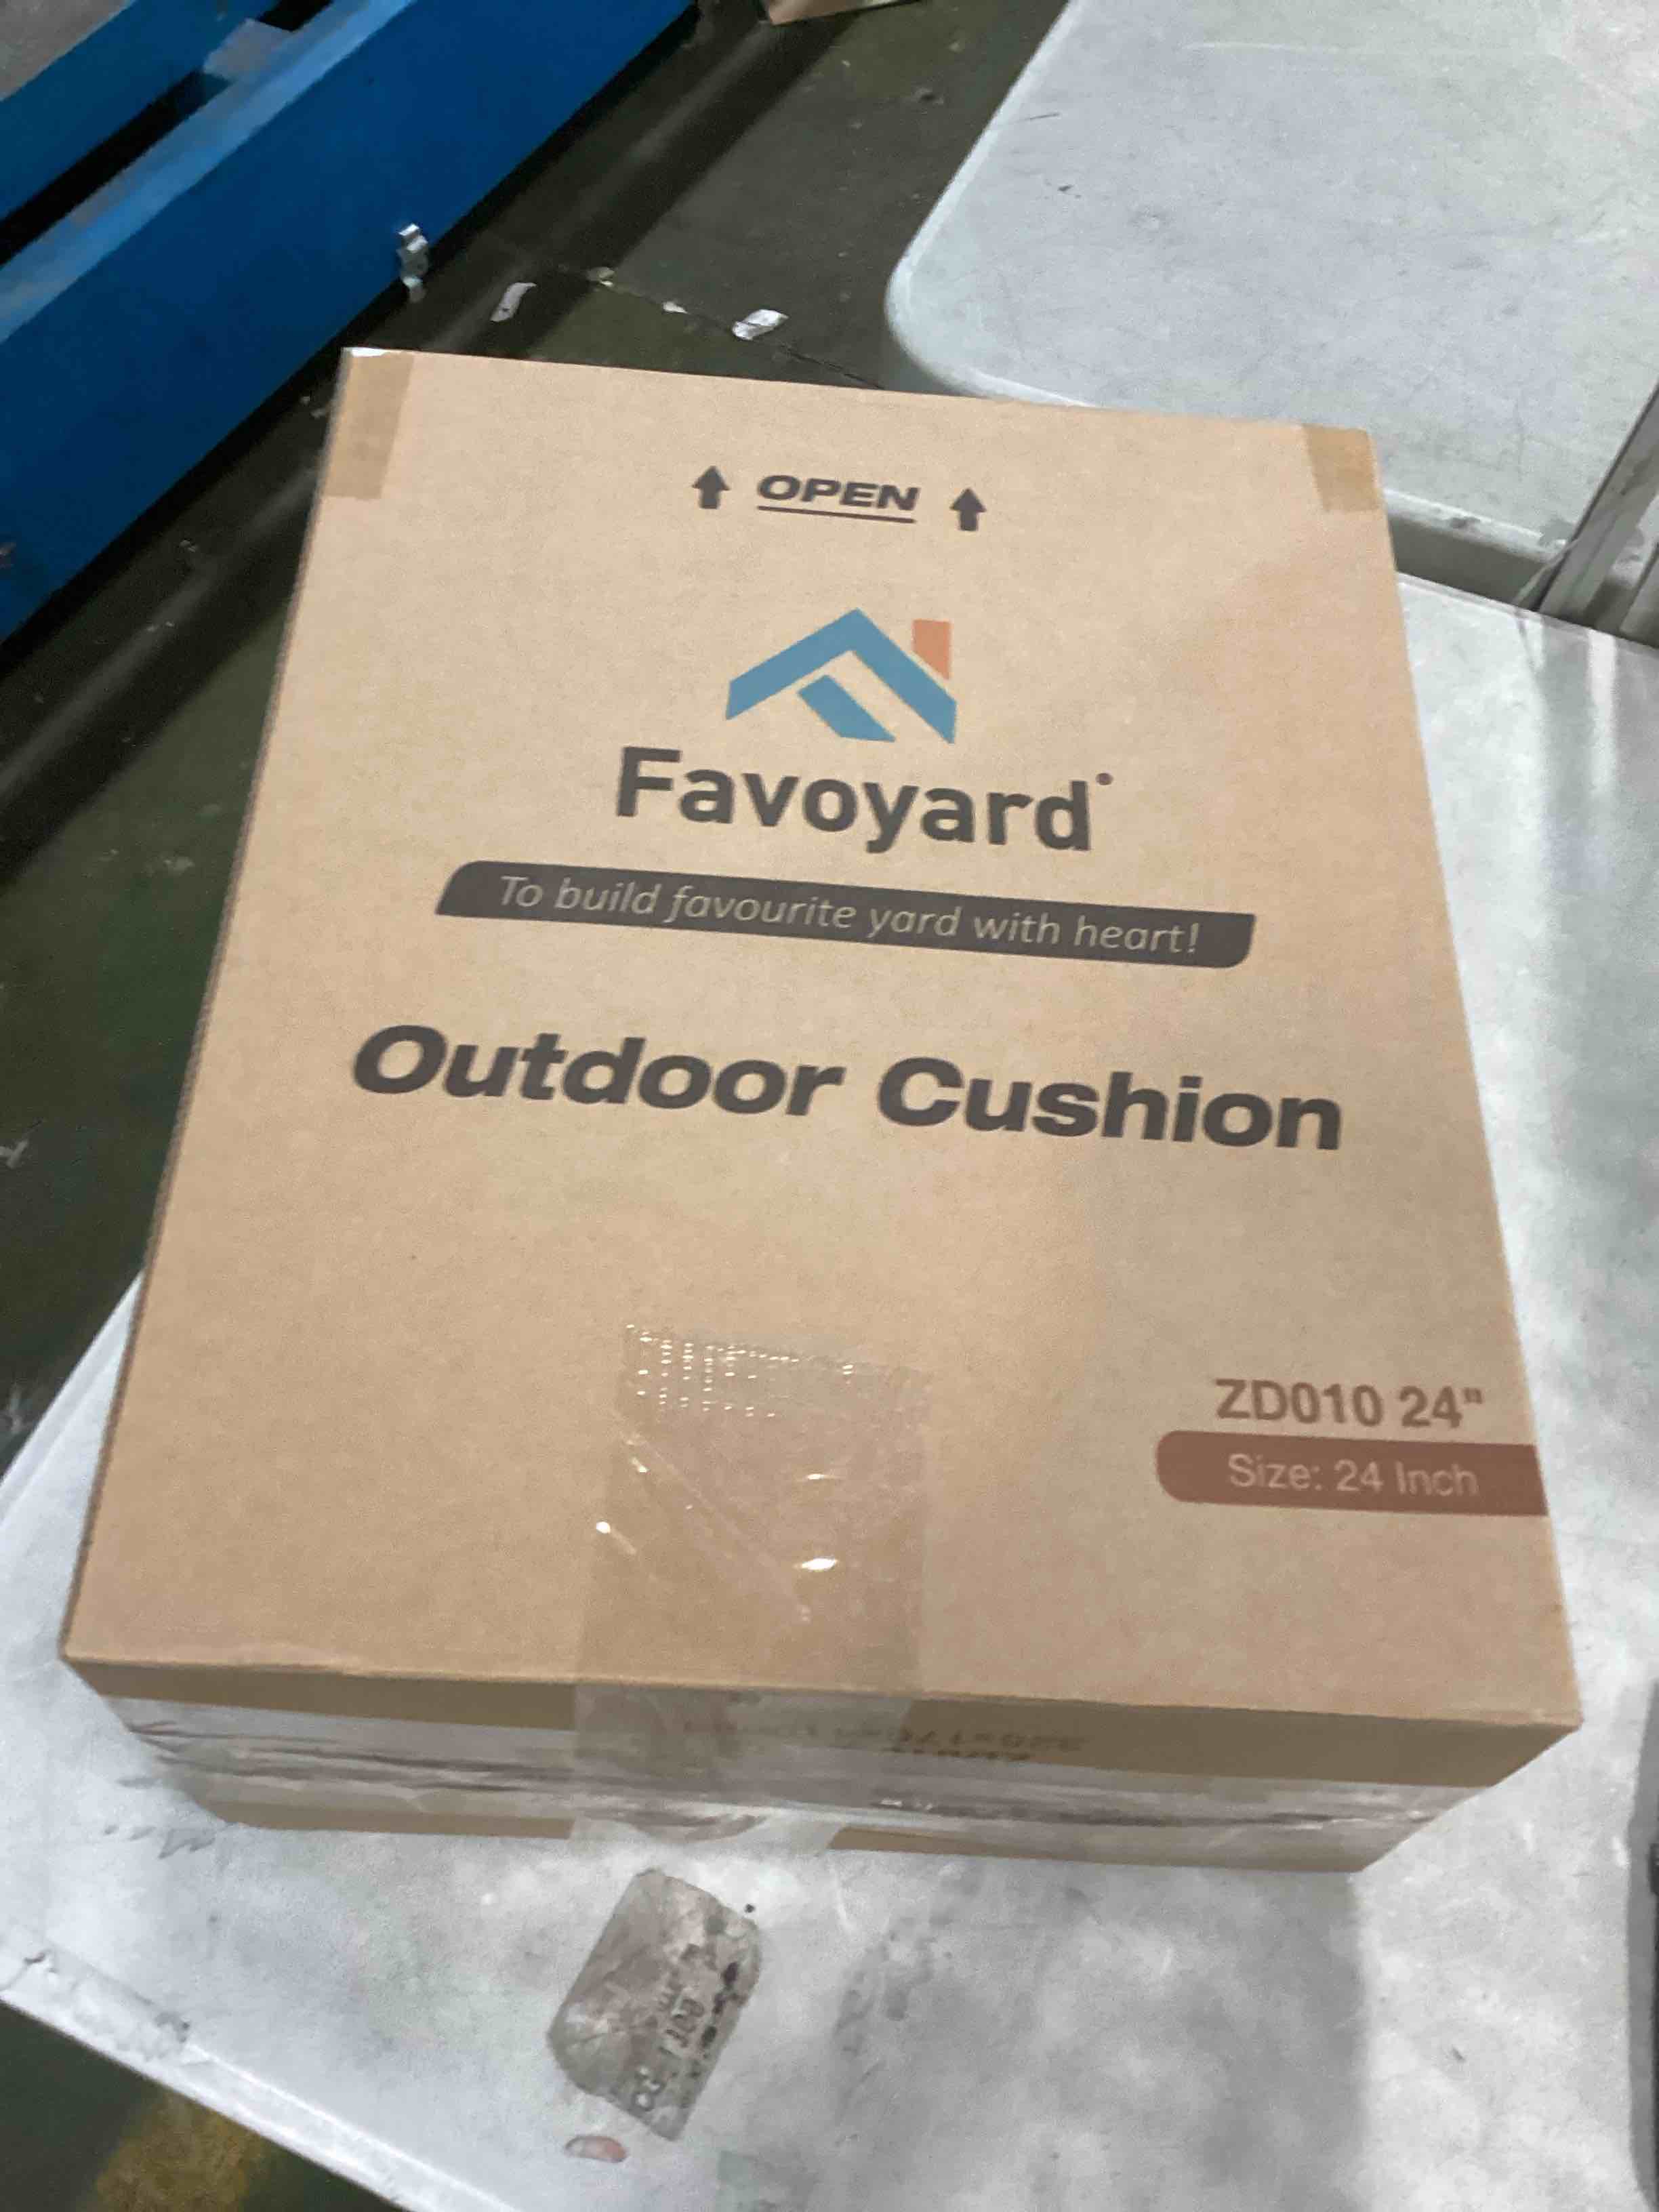 OPEN
Favoyard
To build favourite yard with heart!
Outdoor Cushion
ZD010 24"
Size: 24 Inch